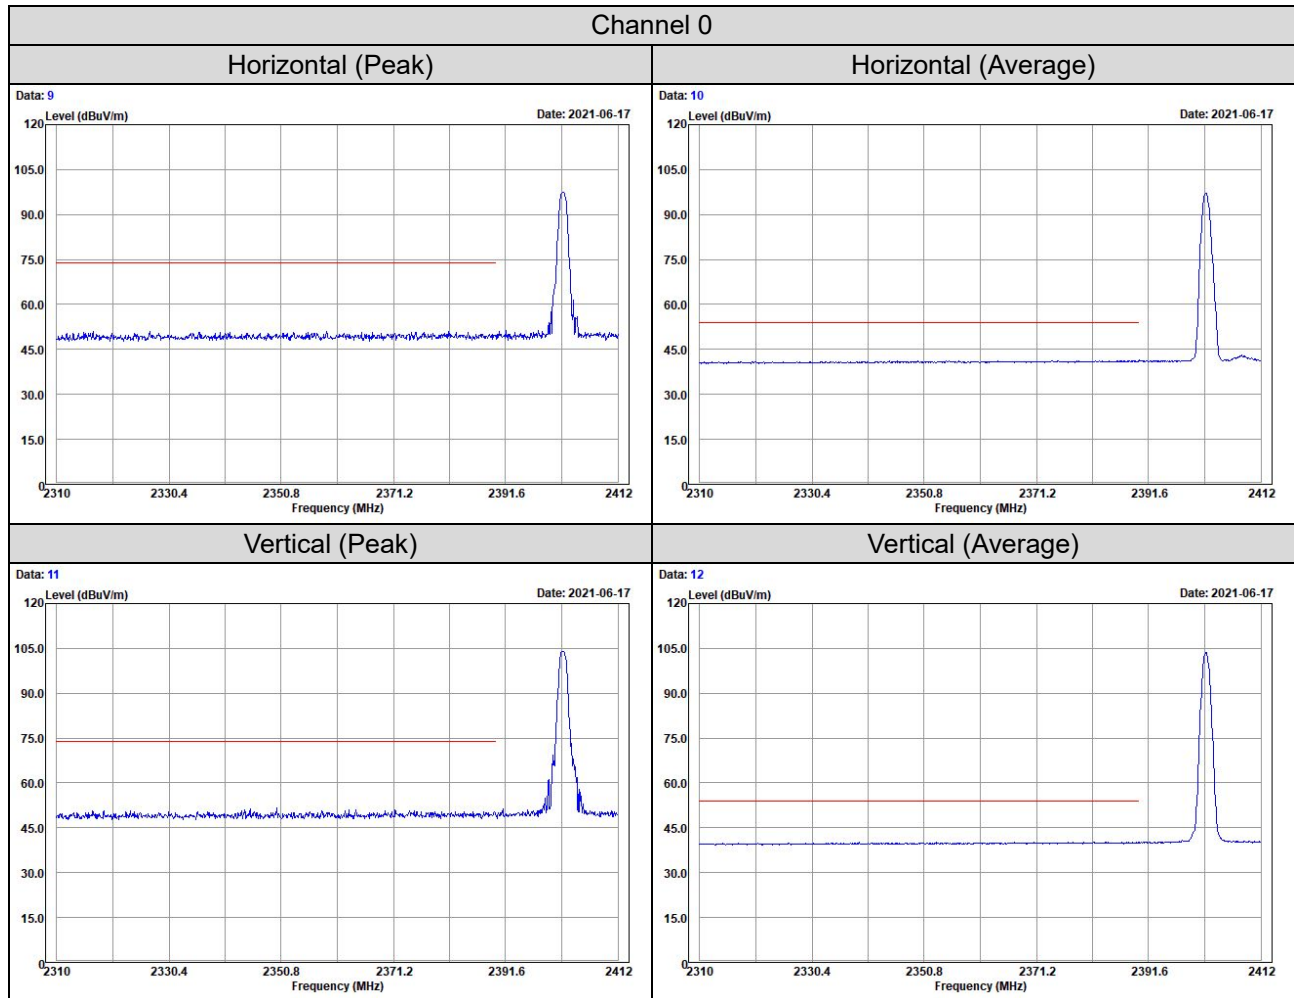 Channel 0
Horizontal (Peak)
Horizontal (Average)
Data: 9
Level (dBuV/m)
Date: 2021-06-17
120
105.0
90.0
75.0
60.0
45.0
30.0
15.0
0
2310
2330.4
2350.8
2371.2
2391.6
2412
Frequency (MHz)
Data: 10
Level (dBuV/m)
Date: 2021-06-17
120
105.0
90.0
75.0
60.0
45.0
30.0
15.0
0
2310
2330.4
2350.8
2371.2
2391.6
2412
Frequency (MHz)
Vertical (Peak)
Vertical (Average)
Data: 11
Level (dBuV/m)
Date: 2021-06-17
120
105.0
90.0
75.0
60.0
45.0
30.0
15.0
0
2310
2330.4
2350.8
2371.2
2391.6
2412
Frequency (MHz)
Data: 12
Level (dBuV/m)
Date: 2021-06-17
120
105.0
90.0
75.0
60.0
45.0
30.0
15.0
0
2310
2330.4
2350.8
2371.2
2391.6
2412
Frequency (MHz)